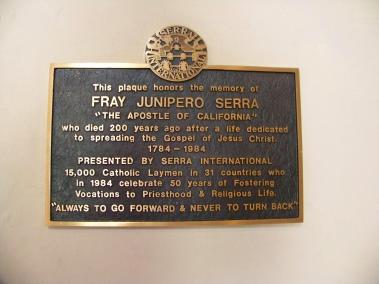 SERRA
INTERNATIONAL
This plaque honors the memory of
FRAY JUNIPERO SERRA
"THE APOSTLE OF CALIFORNIA"
who died 200 years ago after a life dedicated
to spreading the Gospel of Jesus Christ.
1784-1984
PRESENTED BY SERRA INTERNATIONAL
15,000 Catholic Laymen in 31 countries who
in 1984 celebrate 50 years of Fostering
Vocations to Priesthood & Religious Life.
"ALWAYS TO GO FORWARD & NEVER TO TURN BACK"